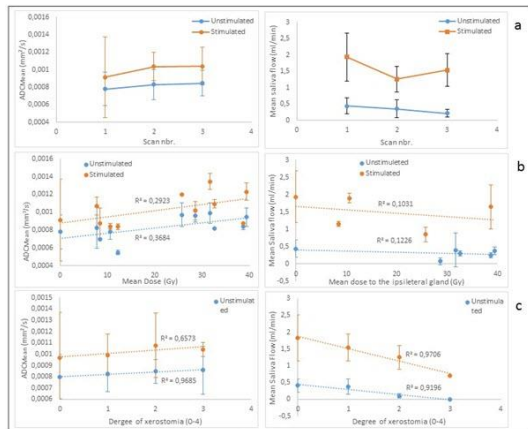 Unstimulated
Stimulated
ADCMean (mm²/s)
0,0016
0,0014
0,0012
0,001
0,0008
0,0006
0,0004
0 1 2 3 4
Scan nbr.
Unstimulated
Stimulated
a
Mean saliva flow (ml/min)
3
2,5
2
1,5
1
0,5
0
-0,5
0 1 2 3 4
Scan nr.
Unstimulated
Stimulated
ADCMean (mm²/s)
0,0016
0,0014
0,0012
0,001
0,0008
0,0006
0,0004
R² = 0,2923
R² = 0,3684
0 10 20 30 40
Mean Dose (Gy)
Unstimulated
Stimulated
b
Mean Saliva flow (ml/min)
3
2,5
2
1,5
1
0,5
0
-0,5
R² = 0,1031
R² = 0,1226
0 10 20 30 40
Mean dose to the ipsileteral gland (Gy)
Unstimulat
ed
ADCMean (mm²/s)
0,0015
0,0014
0,0013
0,0012
0,0011
0,001
0,0009
0,0008
0,0007
0,0006
R² = 0,6573
R² = 0,9685
0 1 2 3 4
Dergee of xerostomia (0-4)
Unstimula
ted
c
Mean Saliva Flow(ml/min)
3
2,5
2
1,5
1
0,5
0
-0,5
R² = 0,9706
R² = 0,9196
0 1 2 3 4
Degree of xerostomia (0-4)